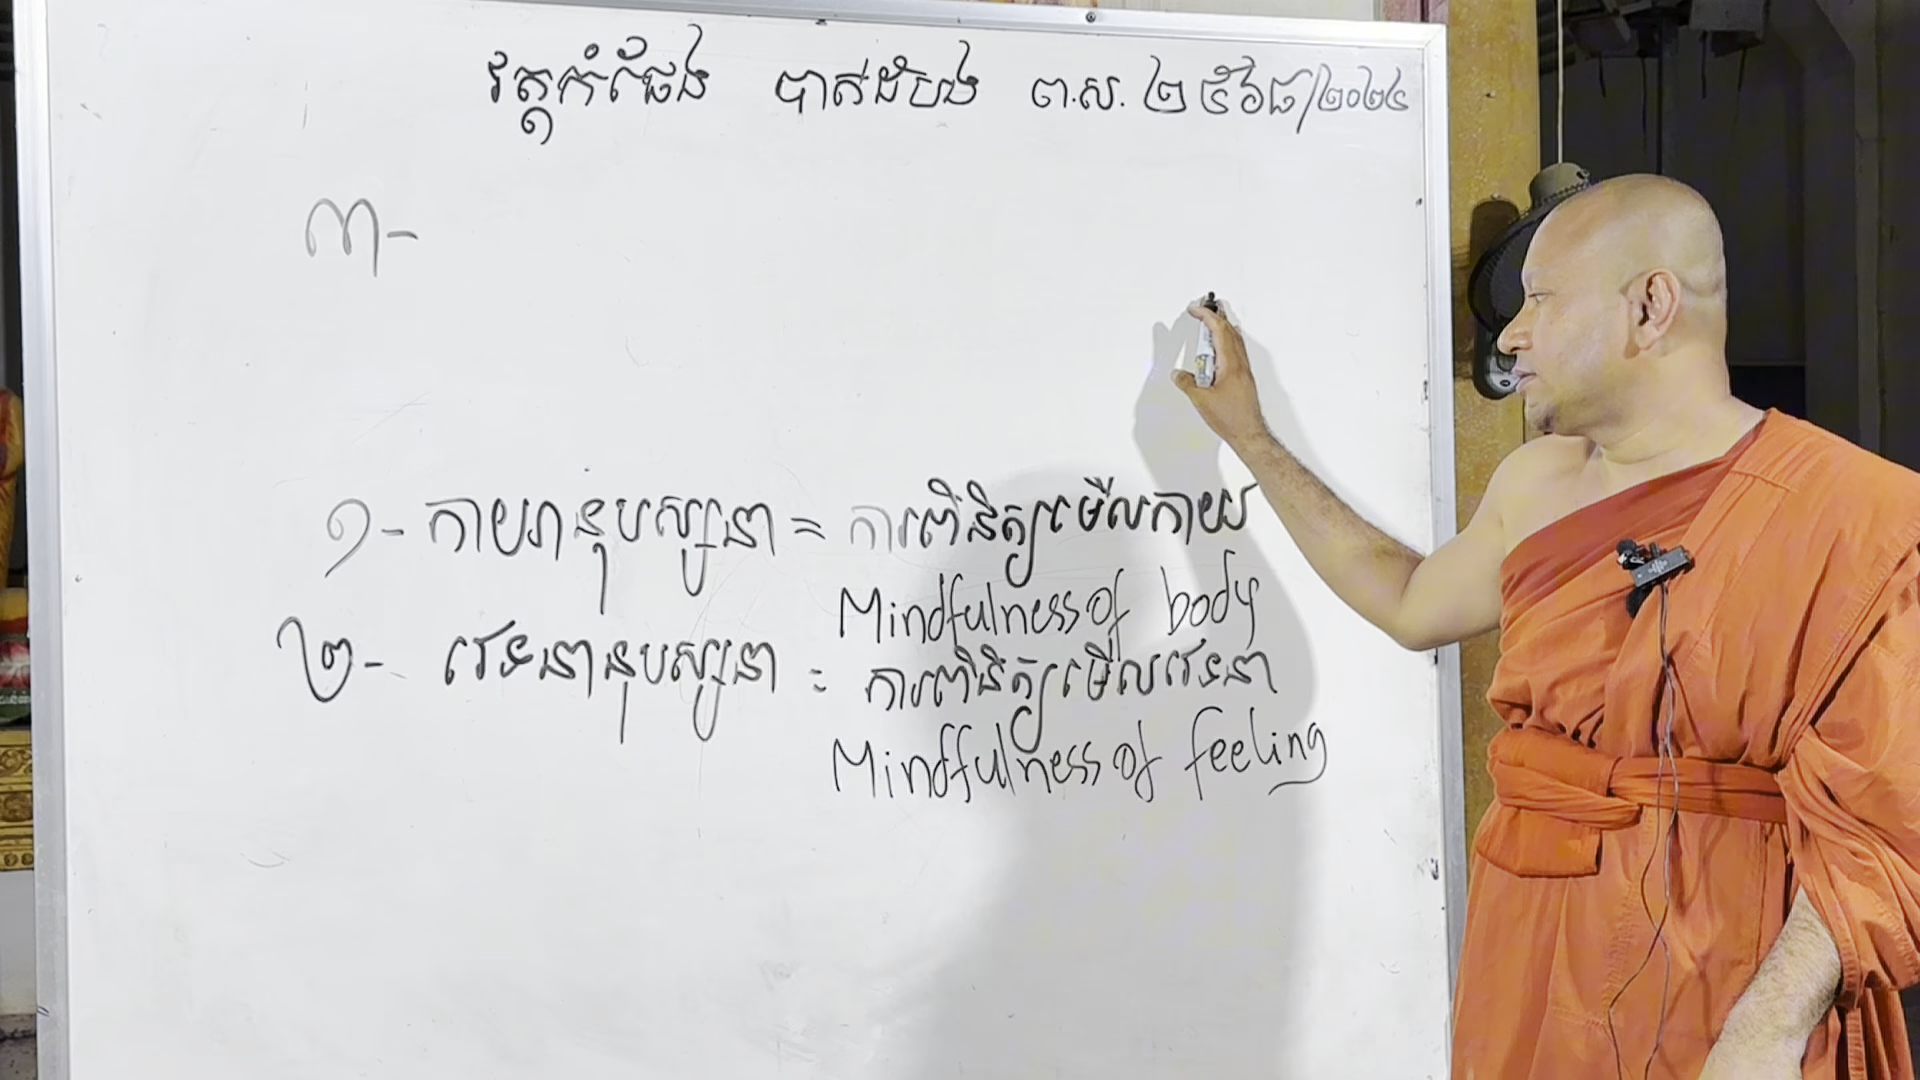 វត្តកំផែង បាត់ដំបង ព.ស. ២៥៦៨/២០២៤
៣-
១- កាយានុបស្សនា = ការពិនិត្យមើលកាយ
Mindfulness of body
២- វេទនានុបស្សនា = ការពិនិត្យមើលវេទនា
Mindfulness of feeling